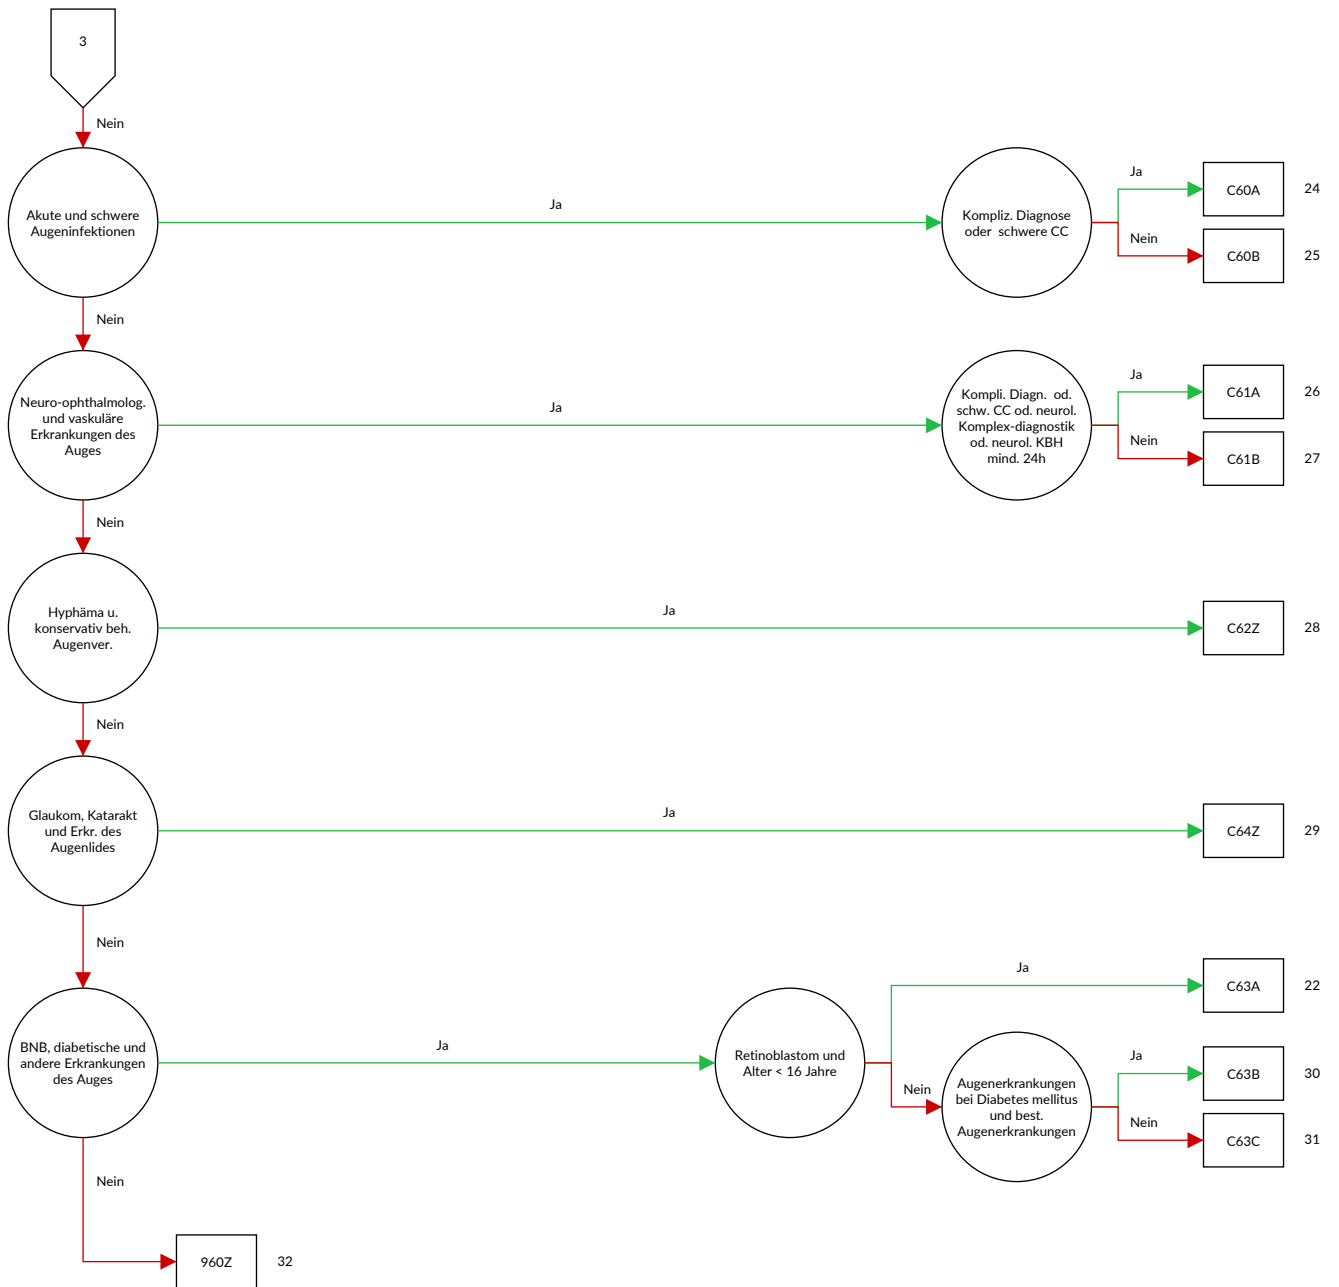 3
Nein
Akute und schwere
Augeninfektionen
Ja
Kompliz. Diagnose
oder schwere CC
Ja
C60A
24
Nein
C60B
25
Nein
Neuro-ophthalmolog.
und vaskuläre
Erkrankungen des
Auges
Ja
Kompli. Diagn. od.
schw. CC od. neurol.
Komplex-diagnostik
od. neurol. KBH
mind. 24h
Ja
C61A
26
Nein
C61B
27
Nein
Hyphäma u.
konservativ beh.
Augenver.
Ja
C62Z
28
Nein
Glaukom, Katarakt
und Erkr. des
Augenlides
Ja
C64Z
29
Nein
BNB, diabetische und
andere Erkrankungen
des Auges
Ja
Retinoblastom und
Alter < 16 Jahre
Ja
C63A
22
Nein
Augenerkrankungen
bei Diabetes mellitus
und best.
Augenerkrankungen
Ja
C63B
30
Nein
C63C
31
Nein
960Z
32